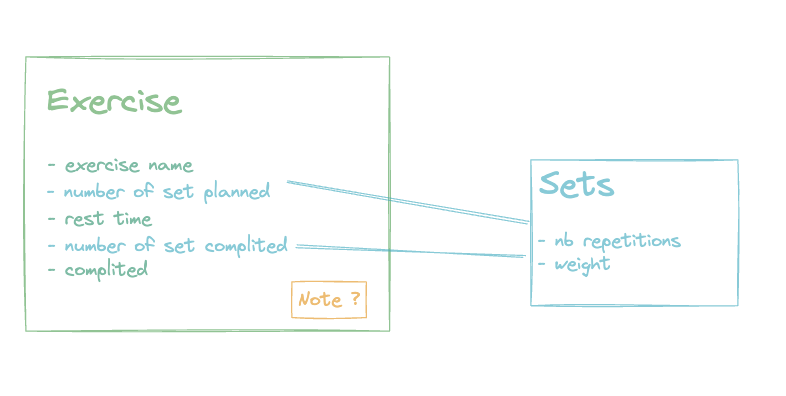 Exercise
- exercise name
- number of set planned
- rest time
- number of set complited
- complited
Note ?
Sets
- nb repetitions
- weight